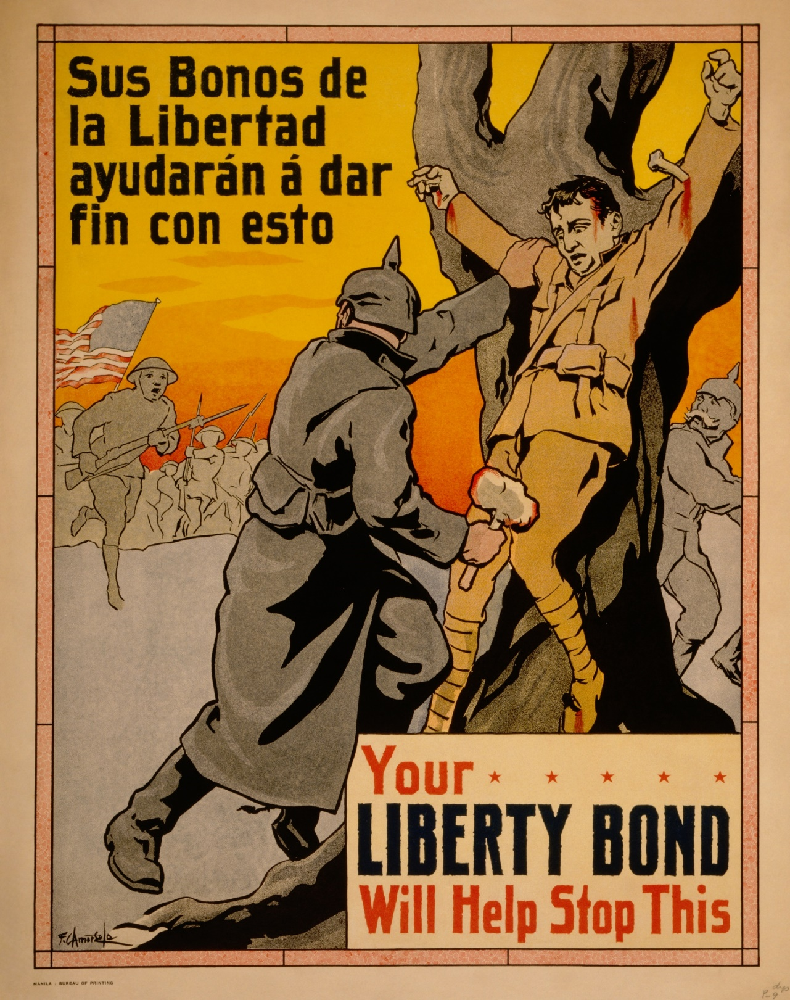 Sus Bonos de
la Libertad
ayudarán á dar
fin con esto
Your
LIBERTY BOND
Will Help Stop This
F. Amorsolo
MANILA : BUREAU OF PRINTING
P-9